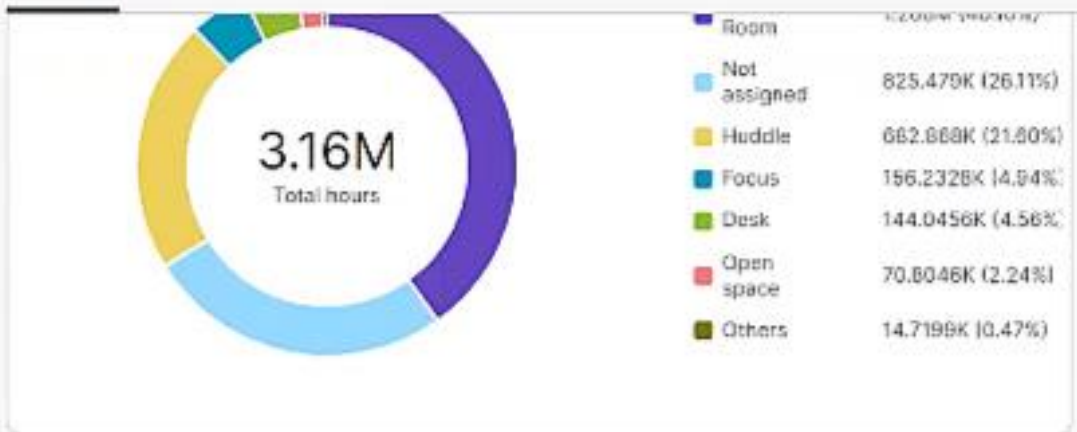 Room
Not
assigned
825.479K (26.11%)
3.16M
Total hours
Huddle
682.868K (21.60%)
Focus
156.2328K (4.94%
Desk
144.0456K (4.56%
Open
space
70.8046K (2.24%)
Others
14.7199K (0.47%)